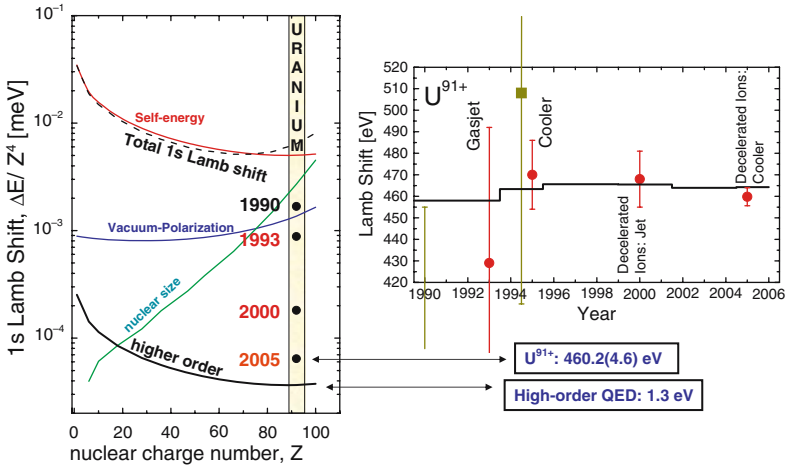 1s Lamb Shift, ΔE/ Z⁴ [meV]
10⁻¹
10⁻²
10⁻³
10⁻⁴
URANIUM
Self-energy
Total 1s Lamb shift
1990
Vacuum-Polarization
1993
nuclear size
2000
higher order
2005
0 20 40 60 80 100
nuclear charge number, Z
Lamb Shift [eV]
520
510
500
490
480
470
460
450
440
430
420
U⁹¹⁺
Gasjet
Cooler
Decelerated
Ions: Jet
Decelerated Ions:
Cooler
1990 1992 1994 1996 1998 2000 2002 2004 2006
Year
U⁹¹⁺: 460.2(4.6) eV
High-order QED: 1.3 eV